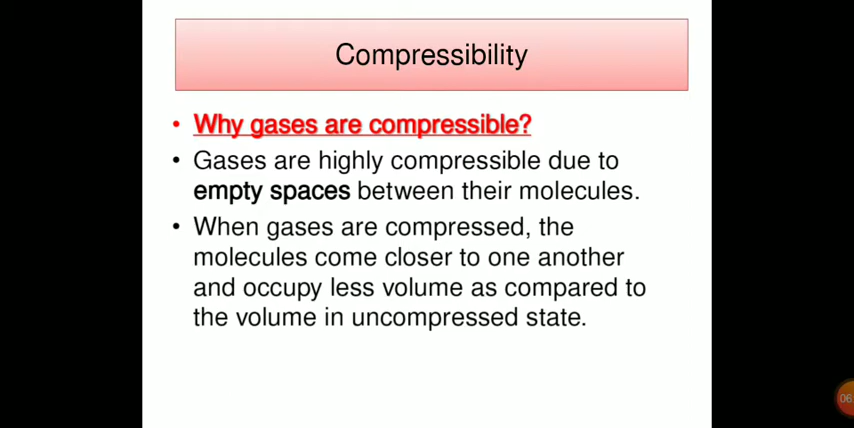 Compressibility
• Why gases are compressible?
• Gases are highly compressible due to
empty spaces between their molecules.
• When gases are compressed, the
molecules come closer to one another
and occupy less volume as compared to
the volume in uncompressed state.
06